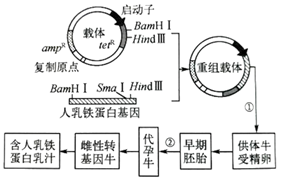 启动子
载体
BamH Ⅰ
Hind Ⅲ
ampR
tetR
复制原点
BamH Ⅰ
Sma Ⅰ
Hind Ⅲ
人乳铁蛋白基因
重组载体
①
含人乳铁蛋白乳汁
雌性转基因牛
代孕牛
②
早期胚胎
供体牛受精卵